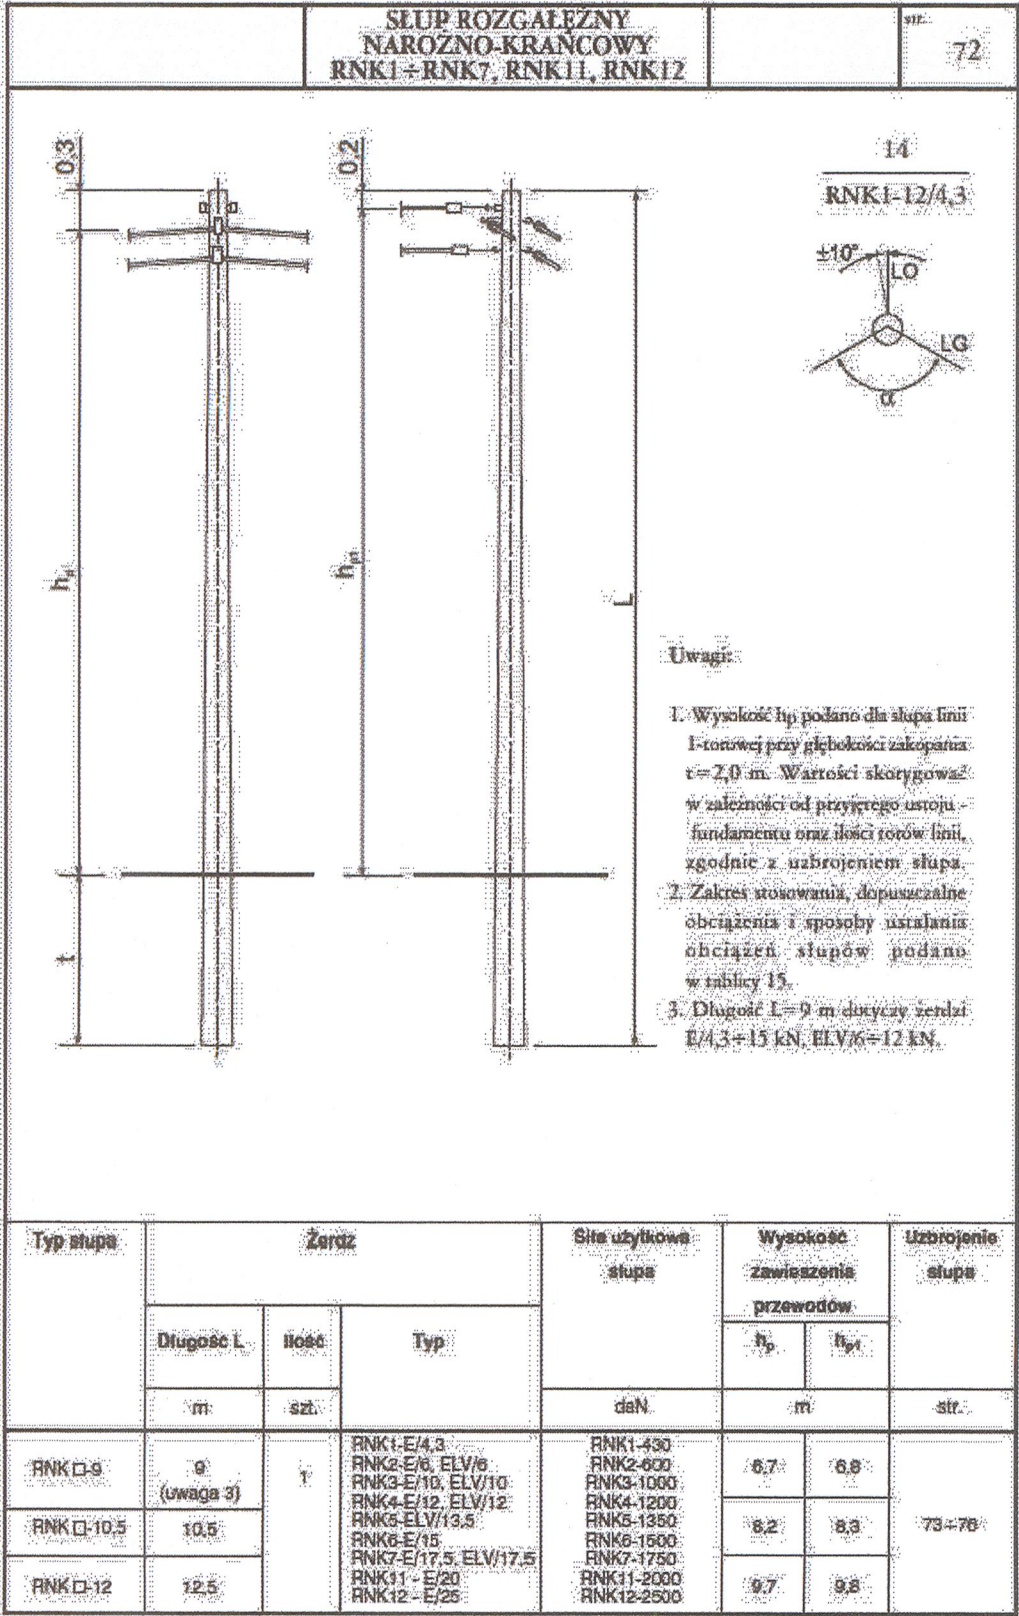 SŁUP ROZGAŁĘŹNY
NAROŻNO-KRAŃCOWY
RNK1÷RNK7, RNK11, RNK12
str.
72
0,3
0,2
14
RNK1-12/4,3
±10°
LO
LG
α
hp
hp1
L
t
Uwagi:
1. Wysokość hp podano dla słupa linii
1-torowej przy głębokości zakopania
t=2,0 m. Wartości skorygować
w zależności od przyjętego ustoju -
fundamentu oraz ilości torów linii,
zgodnie z uzbrojeniem słupa.
2. Zakres stosowania, dopuszczalne
obciążenia i sposoby ustalania
obciążeń słupów podano
w tablicy 15.
3. Długość L=9 m dotyczy żerdzi
E/4,3÷15 kN, ELV/6÷12 kN.
Typ słupa
Żerdź
Siła użytkowa
słupa
Wysokość
zawieszenia
przewodów
Uzbrojenie
słupa
Długość L
Ilość
Typ
hp
hp1
m
szt.
daN
m
str.
RNK □-9
9
(uwaga 3)
1
RNK1-E/4,3
RNK2-E/6, ELV/6
RNK3-E/10, ELV/10
RNK4-E/12, ELV/12
RNK5-ELV/13,5
RNK6-E/15
RNK7-E/17,5, ELV/17,5
RNK11 - E/20
RNK12 - E/25
RNK1-430
RNK2-600
RNK3-1000
RNK4-1200
RNK5-1350
RNK6-1500
RNK7-1750
RNK11-2000
RNK12-2500
6,7
6,8
73÷76
RNK □-10,5
10,5
8,2
8,3
RNK □-12
12,5
9,7
9,8